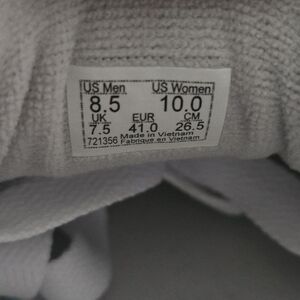 US Men US Women
8.5 10.0
UK EUR CM
7.5 41.0 26.5
Made in Vietnam
721356 Fabriqué en Vietnam